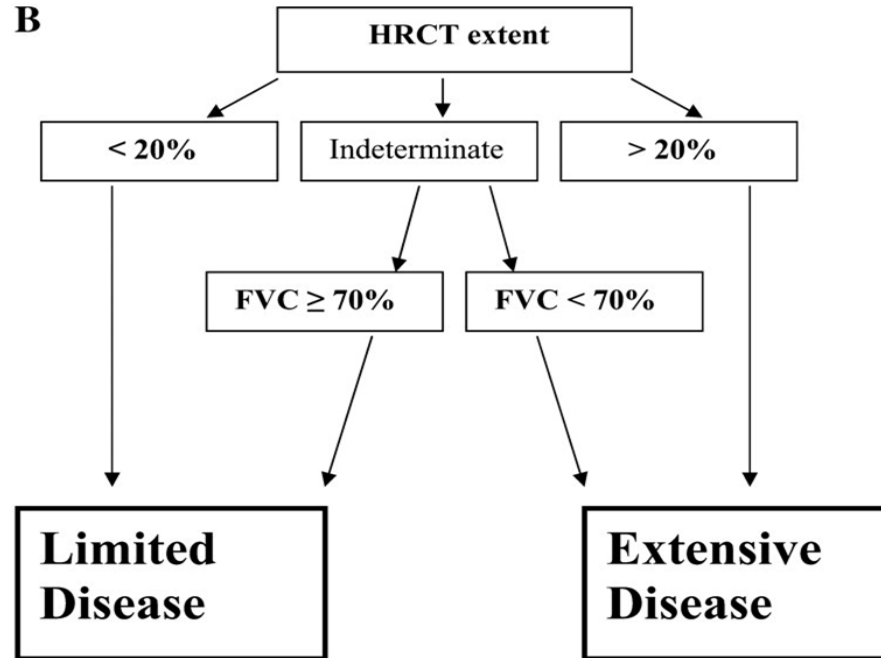 B
HRCT extent
< 20%
Indeterminate
> 20%
FVC ≥ 70%
FVC < 70%
Limited
Disease
Extensive
Disease